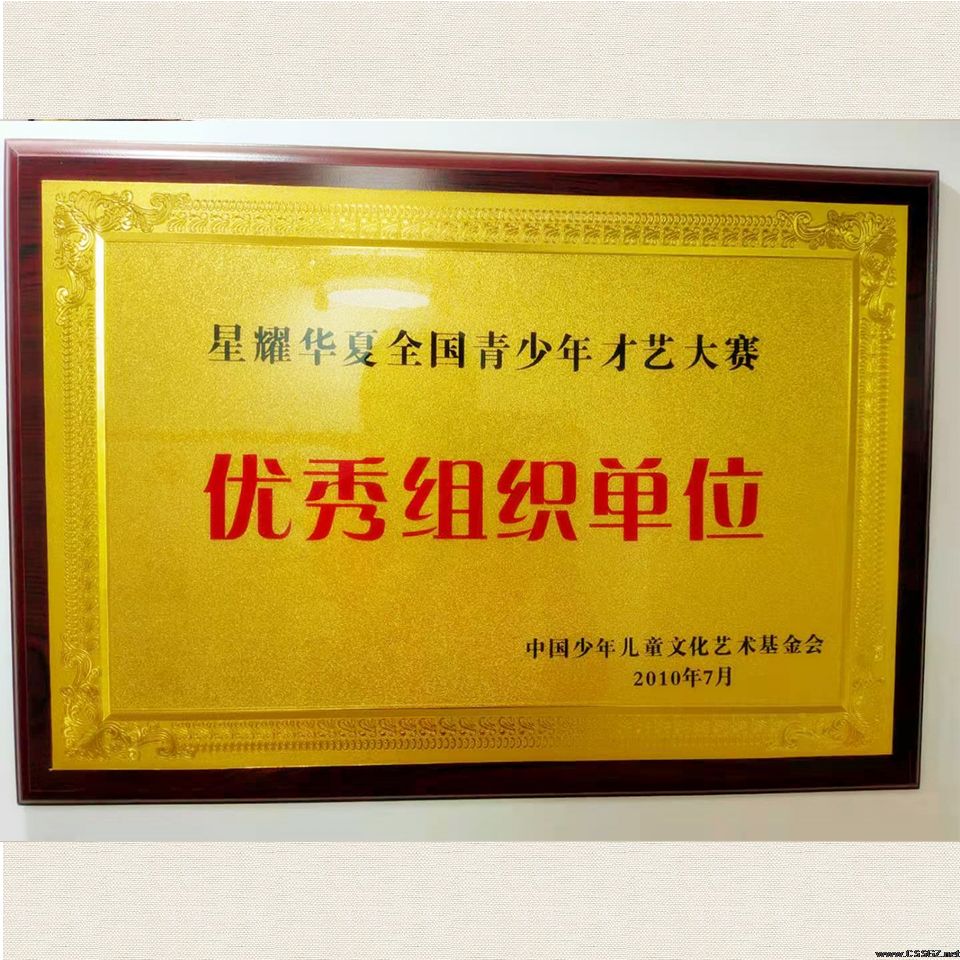 星耀华夏全国青少年才艺大赛
优秀组织单位
中国少年儿童文化艺术基金会
2010年7月